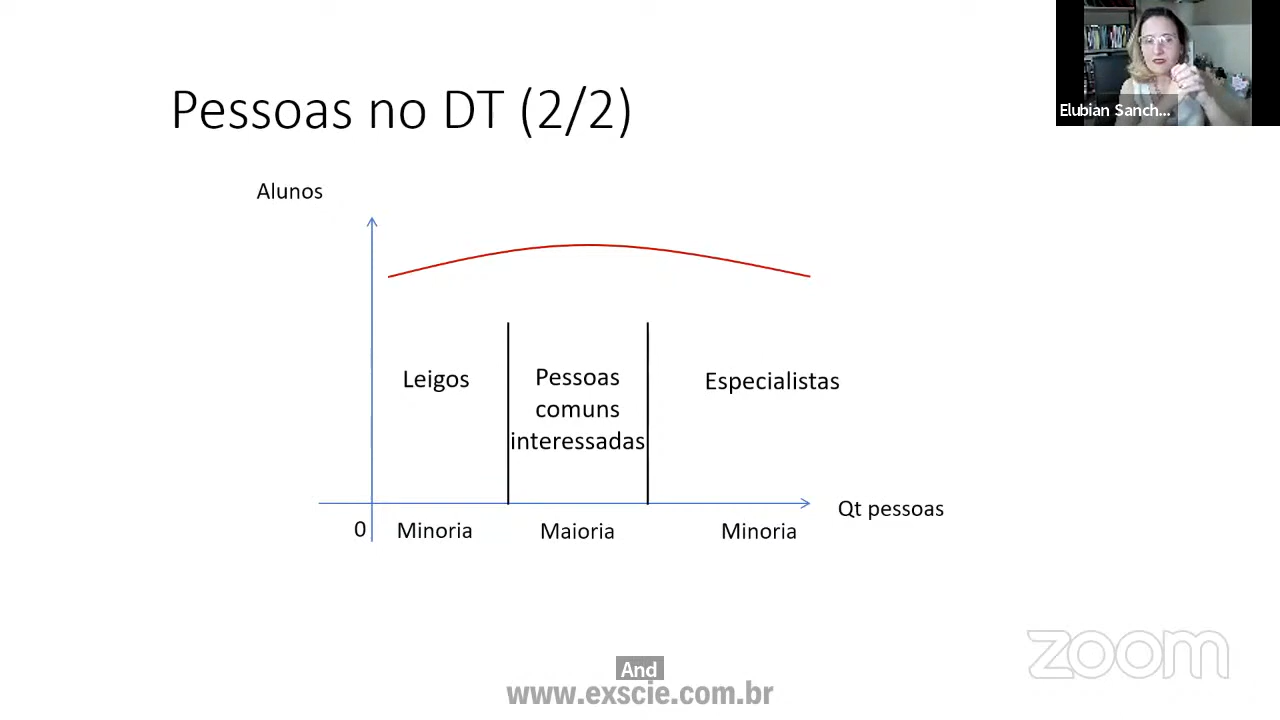 Elubian Sanch...
Pessoas no DT (2/2)
Alunos
Leigos
Pessoas
comuns
interessadas
Especialistas
Qt pessoas
0
Minoria
Maioria
Minoria
zoom
And
www.exscie.com.br